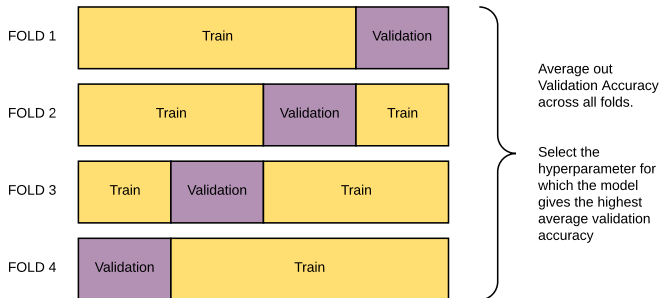 FOLD 1
Train
Validation
FOLD 2
Train
Validation
Train
FOLD 3
Train
Validation
Train
FOLD 4
Validation
Train
Average out
Validation Accuracy
across all folds.
Select the
hyperparameter for
which the model
gives the highest
average validation
accuracy